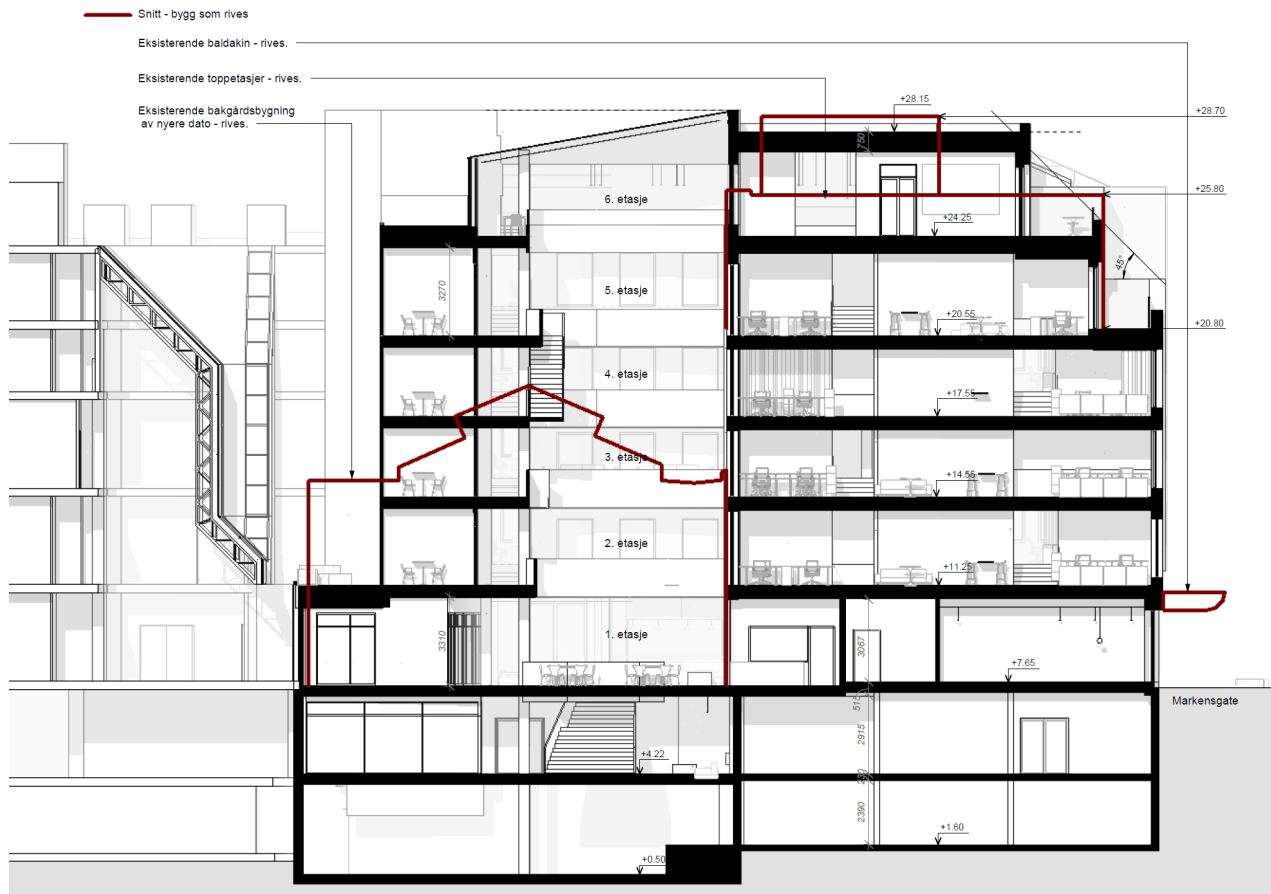 Snitt - bygg som rives
Eksisterende baldakin - rives.
Eksisterende toppetasjer - rives.
Eksisterende bakgårdsbygning
av nyere dato - rives.
+28.15
+28.70
750
6. etasje
+25.80
+24.25
45°
3270
5. etasje
+20.55
+20.80
4. etasje
+17.55
3. etasje
+14.55
2. etasje
+11.25
3310
1. etasje
3067
+7.65
515
Markensgate
2915
+4.22
230
2390
+1.60
+0.50